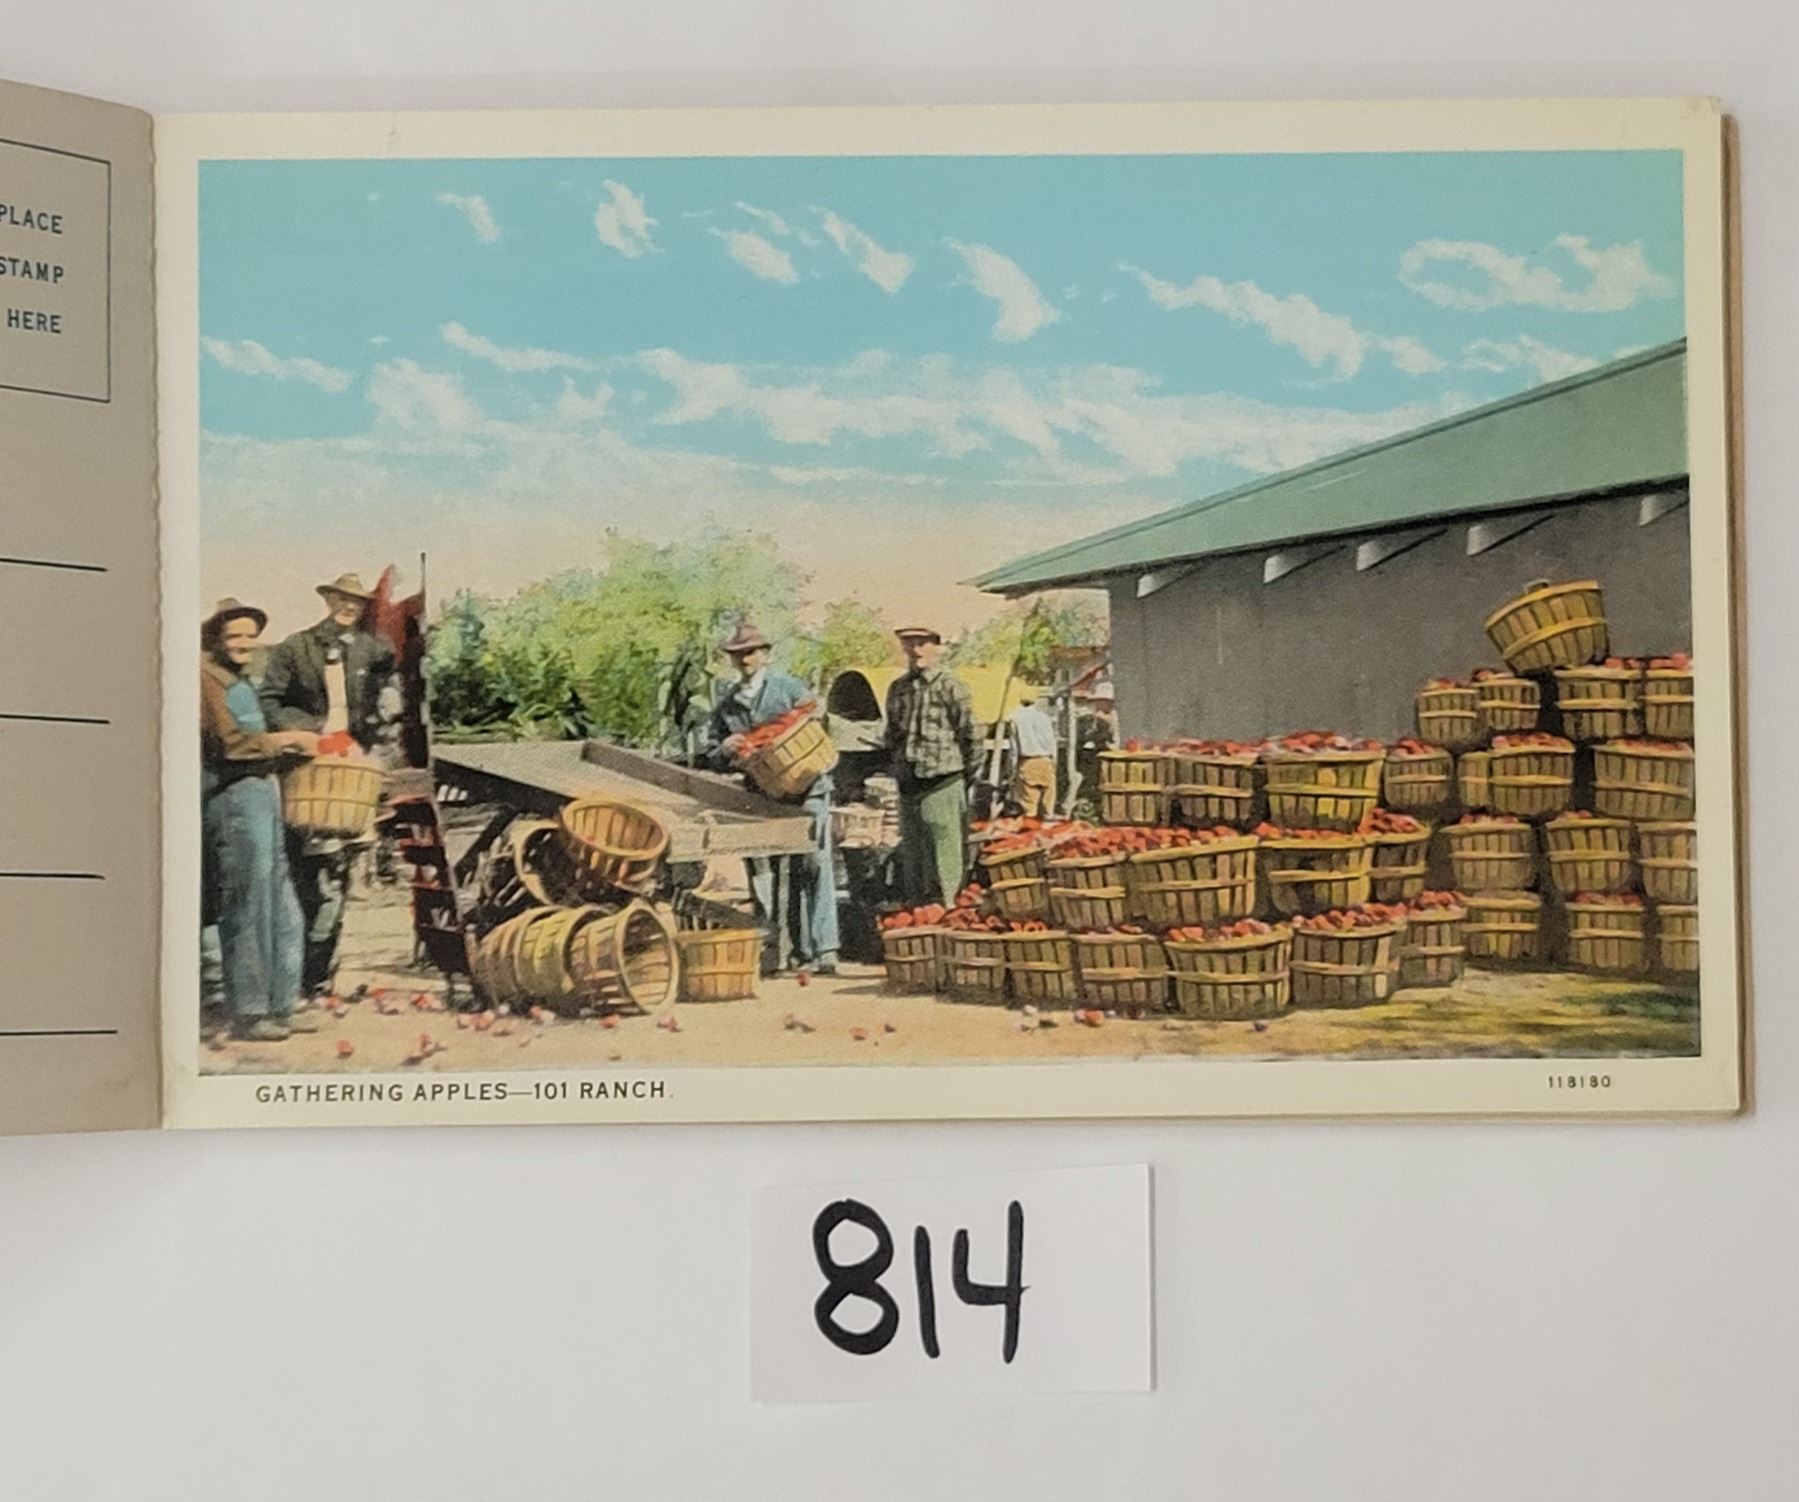 PLACE
STAMP
HERE
GATHERING APPLES—101 RANCH.
118180
814